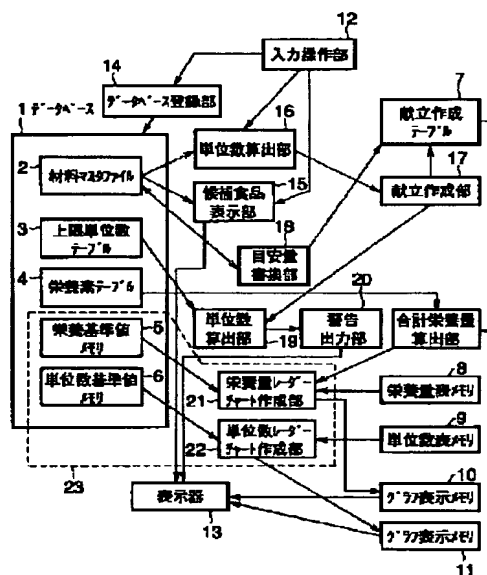 12
入力操作部
14
データベース登録部
7
献立作成
テーブル
1 データベース
16
単位数算出部
2
材料マスタファイル
17
献立作成部
15
候補食品
表示部
3
上限単位数
テーブル
18
目安量
書換部
4
栄養素テーブル
20
単位数
算出部
19
警告
出力部
合計栄養量
算出部
栄養基準値
メモリ
5
栄養量レーダー
チャート作成部
21
8
栄養量表メモリ
単位数基準値
メモリ
6
単位数レーダー
チャート作成部
22
9
単位数表メモリ
23
10
グラフ表示メモリ
表示器
13
グラフ表示メモリ
11